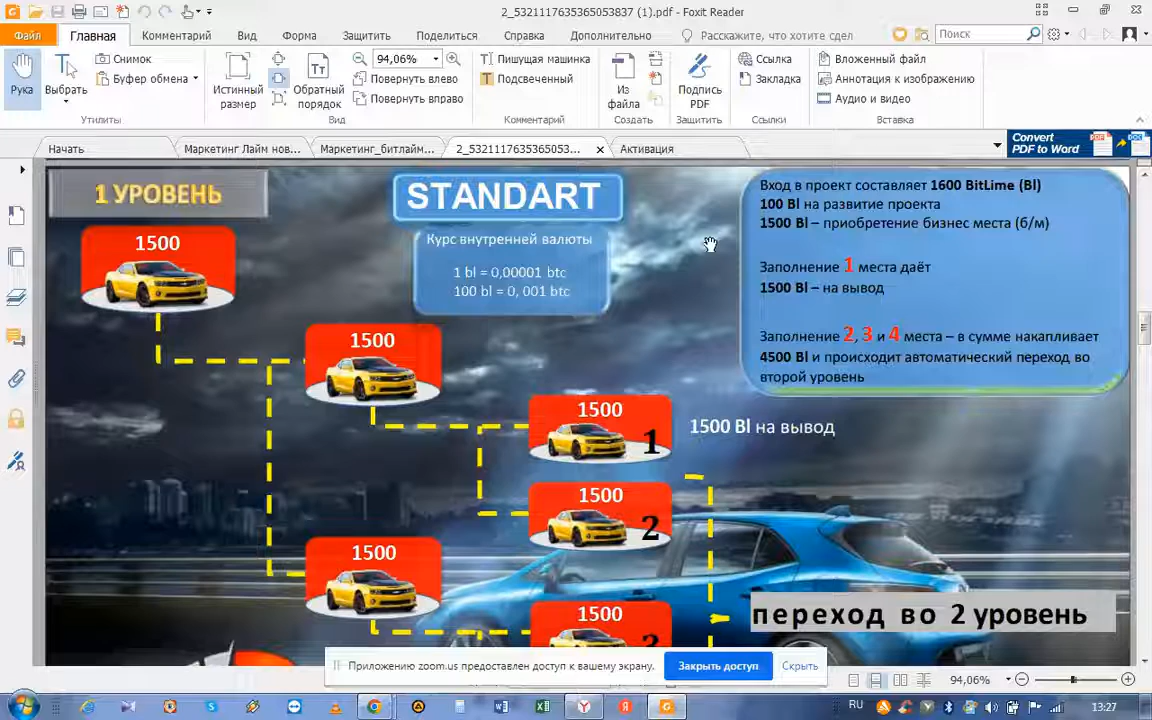 2_5321117635365053837 (1).pdf - Foxit Reader
Файл
Главная
Комментарий
Вид
Форма
Защитить
Поделиться
Справка
Дополнительно
Расскажите, что хотите сдел
Поиск
Рука
Выбрать
Снимок
Буфер обмена
Утилиты
Истинный размер
Обратный порядок
94,06%
Повернуть влево
Повернуть вправо
Вид
Пишущая машинка
Подсвеченный
Комментарий
Из файла
Создать
Подпись PDF
Защитить
Ссылка
Закладка
Ссылки
Вложенный файл
Аннотация к изображению
Аудио и видео
Вставка
Начать
Маркетинг Лайм нов...
Маркетинг_битлайм...
2_532111763536505З...
Активация
Convert
PDF to Word
1 УРОВЕНЬ
STANDART
Курс внутренней валюты
1 bl = 0,00001 btc
100 bl = 0, 001 btc
Вход в проект составляет 1600 BitLime (Bl)
100 Bl на развитие проекта
1500 Bl – приобретение бизнес места (б/м)
Заполнение 1 места даёт
1500 Bl – на вывод
Заполнение 2, 3 и 4 места – в сумме накапливает
4500 Bl и происходит автоматический переход во
второй уровень
1500
1500
1500
1
1500 Bl на вывод
1500
2
1500
1500
3
переход во 2 уровень
Приложению zoom.us предоставлен доступ к вашему экрану.
Закрыть доступ
Скрыть
94,06%
RU
13:27